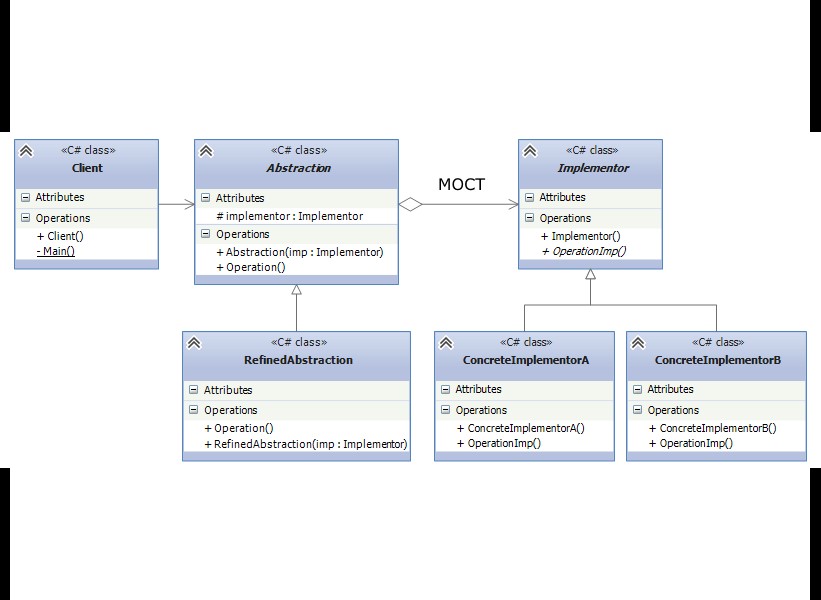 «C# class»
Client
Attributes
Operations
+ Client()
- Main()
«C# class»
Abstraction
Attributes
# implementor : Implementor
Operations
+ Abstraction(imp : Implementor)
+ Operation()
МОСТ
«C# class»
Implementor
Attributes
Operations
+ Implementor()
+ OperationImp()
«C# class»
RefinedAbstraction
Attributes
Operations
+ Operation()
+ RefinedAbstraction(imp : Implementor)
«C# class»
ConcreteImplementorA
Attributes
Operations
+ ConcreteImplementorA()
+ OperationImp()
«C# class»
ConcreteImplementorB
Attributes
Operations
+ ConcreteImplementorB()
+ OperationImp()